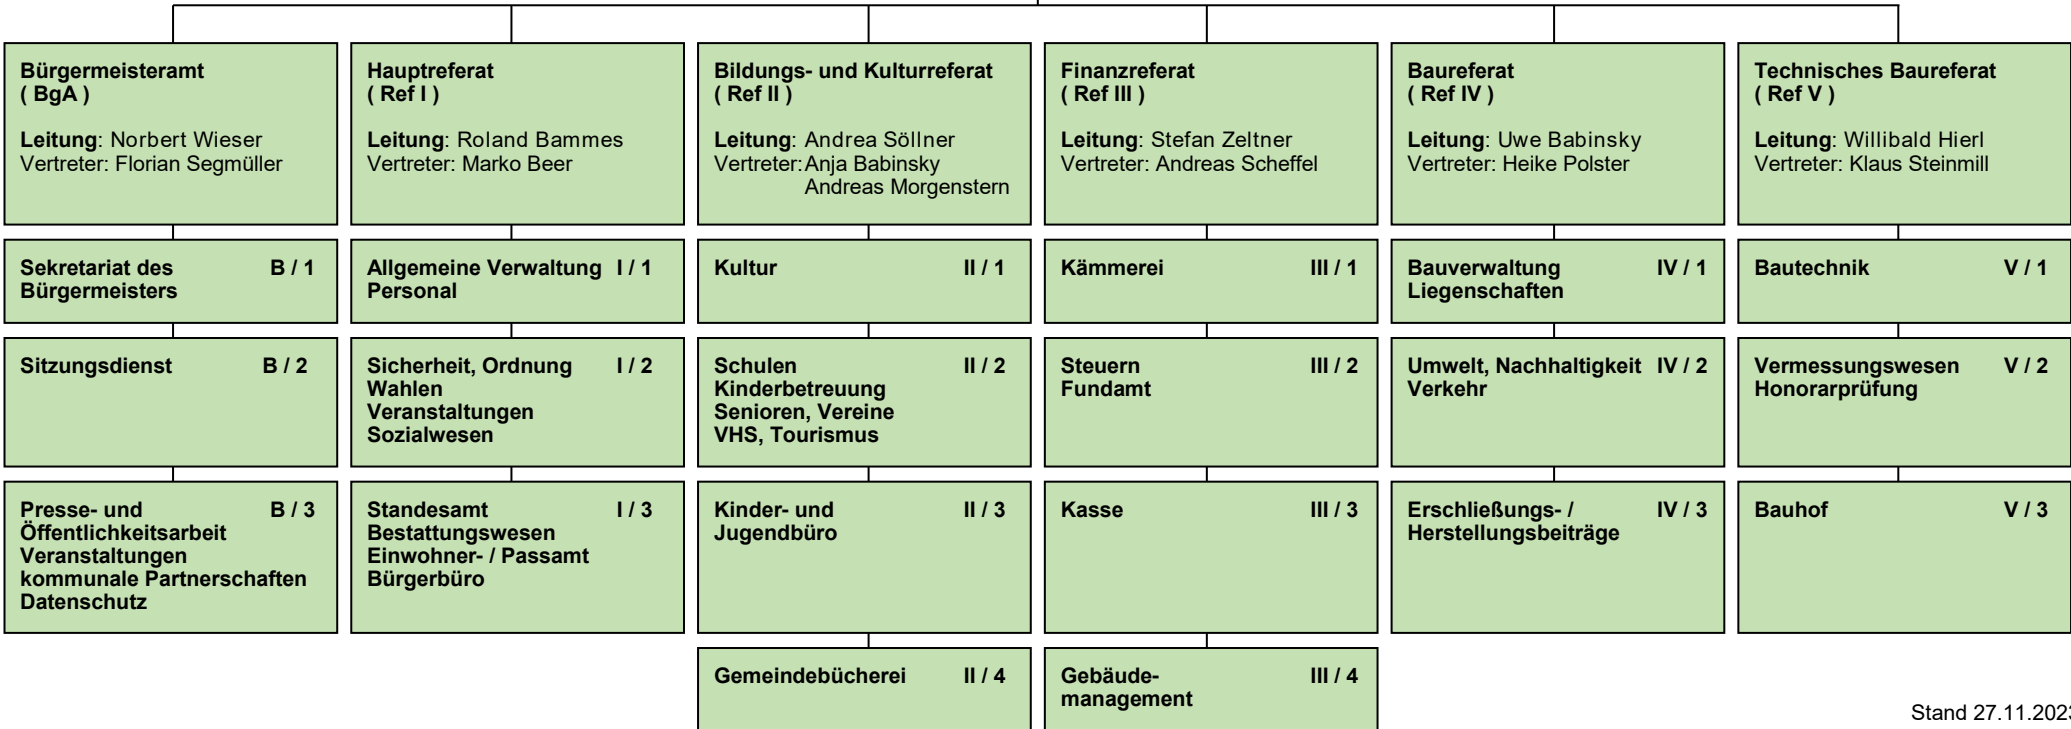 Bürgermeisteramt
( BgA )
Leitung: Norbert Wieser
Vertreter: Florian Segmüller
Hauptreferat
( Ref I )
Leitung: Roland Bammes
Vertreter: Marko Beer
Bildungs- und Kulturreferat
( Ref II )
Leitung: Andrea Söllner
Vertreter: Anja Babinsky
Andreas Morgenstern
Finanzreferat
( Ref III )
Leitung: Stefan Zeltner
Vertreter: Andreas Scheffel
Baureferat
( Ref IV )
Leitung: Uwe Babinsky
Vertreter: Heike Polster
Technisches Baureferat
( Ref V )
Leitung: Willibald Hierl
Vertreter: Klaus Steinmill
Sekretariat des B / 1
Bürgermeisters
Allgemeine Verwaltung I / 1
Personal
Kultur II / 1
Kämmerei III / 1
Bauverwaltung IV / 1
Liegenschaften
Bautechnik V / 1
Sitzungsdienst B / 2
Sicherheit, Ordnung I / 2
Wahlen
Veranstaltungen
Sozialwesen
Schulen II / 2
Kinderbetreuung
Senioren, Vereine
VHS, Tourismus
Steuern III / 2
Fundamt
Umwelt, Nachhaltigkeit IV / 2
Verkehr
Vermessungswesen V / 2
Honorarprüfung
Presse- und B / 3
Öffentlichkeitsarbeit
Veranstaltungen
kommunale Partnerschaften
Datenschutz
Standesamt I / 3
Bestattungswesen
Einwohner- / Passamt
Bürgerbüro
Kinder- und II / 3
Jugendbüro
Kasse III / 3
Erschließungs- / IV / 3
Herstellungsbeiträge
Bauhof V / 3
Gemeindebücherei II / 4
Gebäude- III / 4
management
Stand 27.11.2023